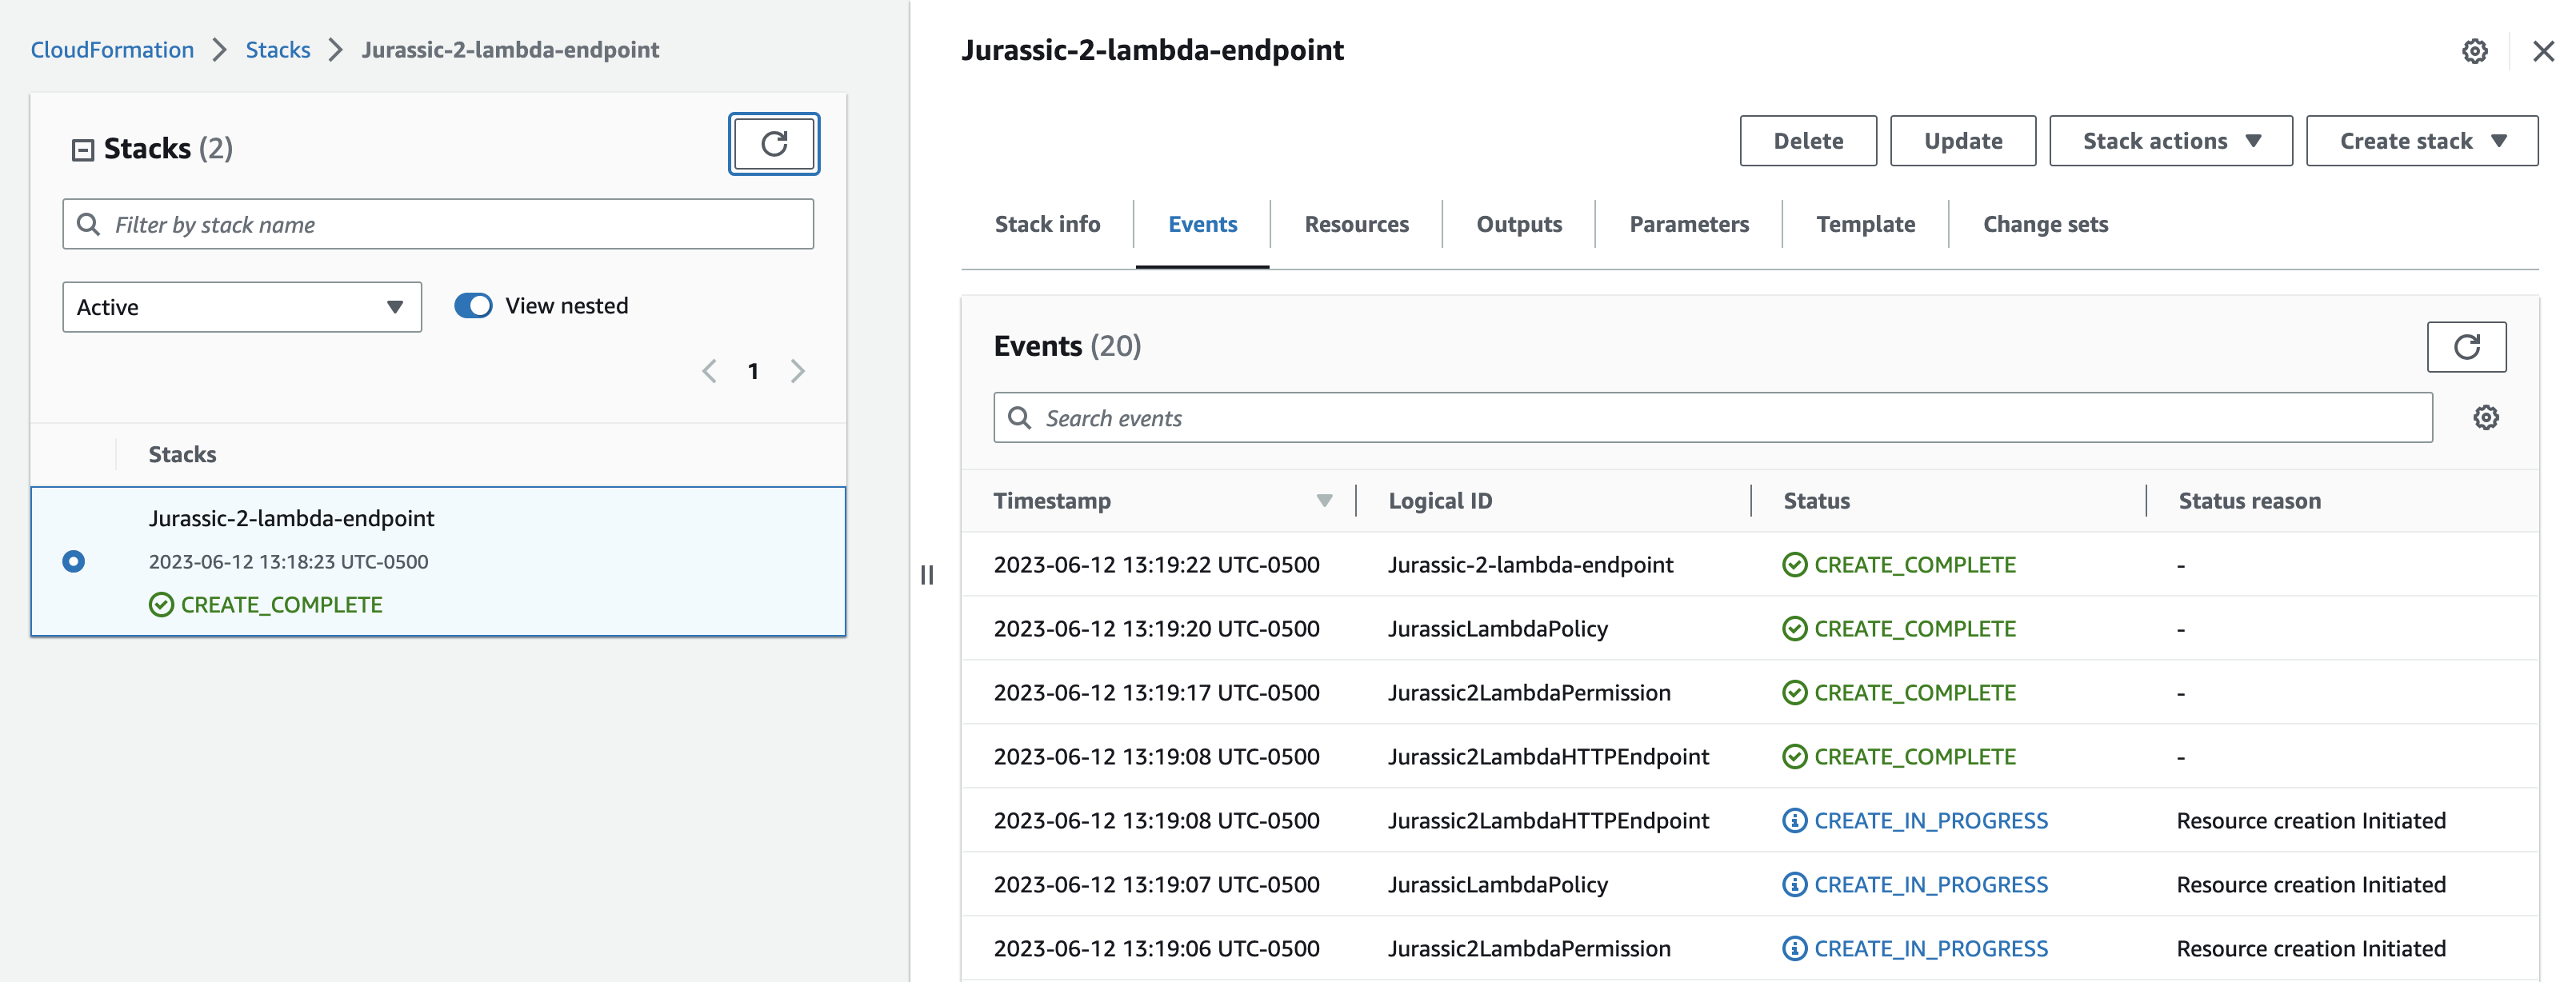 CloudFormation > Stacks > Jurassic-2-lambda-endpoint
Stacks (2)
Filter by stack name
Active
View nested
1
Stacks
Jurassic-2-lambda-endpoint
2023-06-12 13:18:23 UTC-0500
CREATE_COMPLETE
Jurassic-2-lambda-endpoint
Delete Update Stack actions Create stack
Stack info Events Resources Outputs Parameters Template Change sets
Events (20)
Search events
Timestamp Logical ID Status Status reason
2023-06-12 13:19:22 UTC-0500 Jurassic-2-lambda-endpoint CREATE_COMPLETE -
2023-06-12 13:19:20 UTC-0500 JurassicLambdaPolicy CREATE_COMPLETE -
2023-06-12 13:19:17 UTC-0500 Jurassic2LambdaPermission CREATE_COMPLETE -
2023-06-12 13:19:08 UTC-0500 Jurassic2LambdaHTTPEndpoint CREATE_COMPLETE -
2023-06-12 13:19:08 UTC-0500 Jurassic2LambdaHTTPEndpoint CREATE_IN_PROGRESS Resource creation Initiated
2023-06-12 13:19:07 UTC-0500 JurassicLambdaPolicy CREATE_IN_PROGRESS Resource creation Initiated
2023-06-12 13:19:06 UTC-0500 Jurassic2LambdaPermission CREATE_IN_PROGRESS Resource creation Initiated